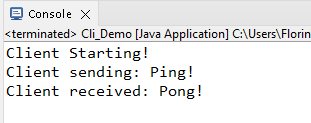 Console
<terminated> Cli_Demo [Java Application] C:\Users\Florin
Client Starting!
Client sending: Ping!
Client received: Pong!